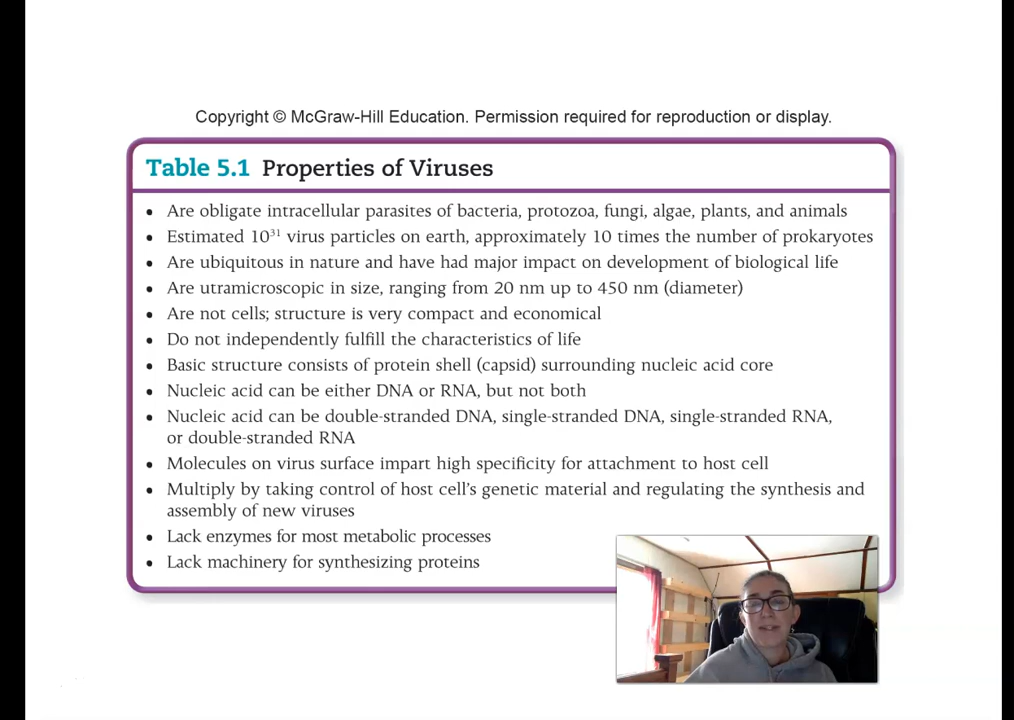 Copyright © McGraw-Hill Education. Permission required for reproduction or display.
Table 5.1 Properties of Viruses
• Are obligate intracellular parasites of bacteria, protozoa, fungi, algae, plants, and animals
• Estimated 10³¹ virus particles on earth, approximately 10 times the number of prokaryotes
• Are ubiquitous in nature and have had major impact on development of biological life
• Are utramicroscopic in size, ranging from 20 nm up to 450 nm (diameter)
• Are not cells; structure is very compact and economical
• Do not independently fulfill the characteristics of life
• Basic structure consists of protein shell (capsid) surrounding nucleic acid core
• Nucleic acid can be either DNA or RNA, but not both
• Nucleic acid can be double-stranded DNA, single-stranded DNA, single-stranded RNA,
or double-stranded RNA
• Molecules on virus surface impart high specificity for attachment to host cell
• Multiply by taking control of host cell's genetic material and regulating the synthesis and
assembly of new viruses
• Lack enzymes for most metabolic processes
• Lack machinery for synthesizing proteins